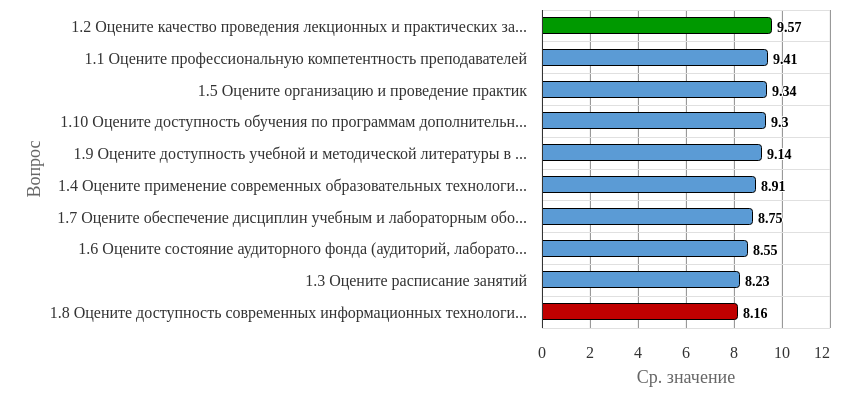 1.2 Оцените качество проведения лекционных и практических за... 9.57
1.1 Оцените профессиональную компетентность преподавателей 9.41
1.5 Оцените организацию и проведение практик 9.34
1.10 Оцените доступность обучения по программам дополнительн... 9.3
1.9 Оцените доступность учебной и методической литературы в ... 9.14
1.4 Оцените применение современных образовательных технологи... 8.91
1.7 Оцените обеспечение дисциплин учебным и лабораторным обо... 8.75
1.6 Оцените состояние аудиторного фонда (аудиторий, лаборато... 8.55
1.3 Оцените расписание занятий 8.23
1.8 Оцените доступность современных информационных технологи... 8.16
Вопрос
0 2 4 6 8 10 12
Ср. значение